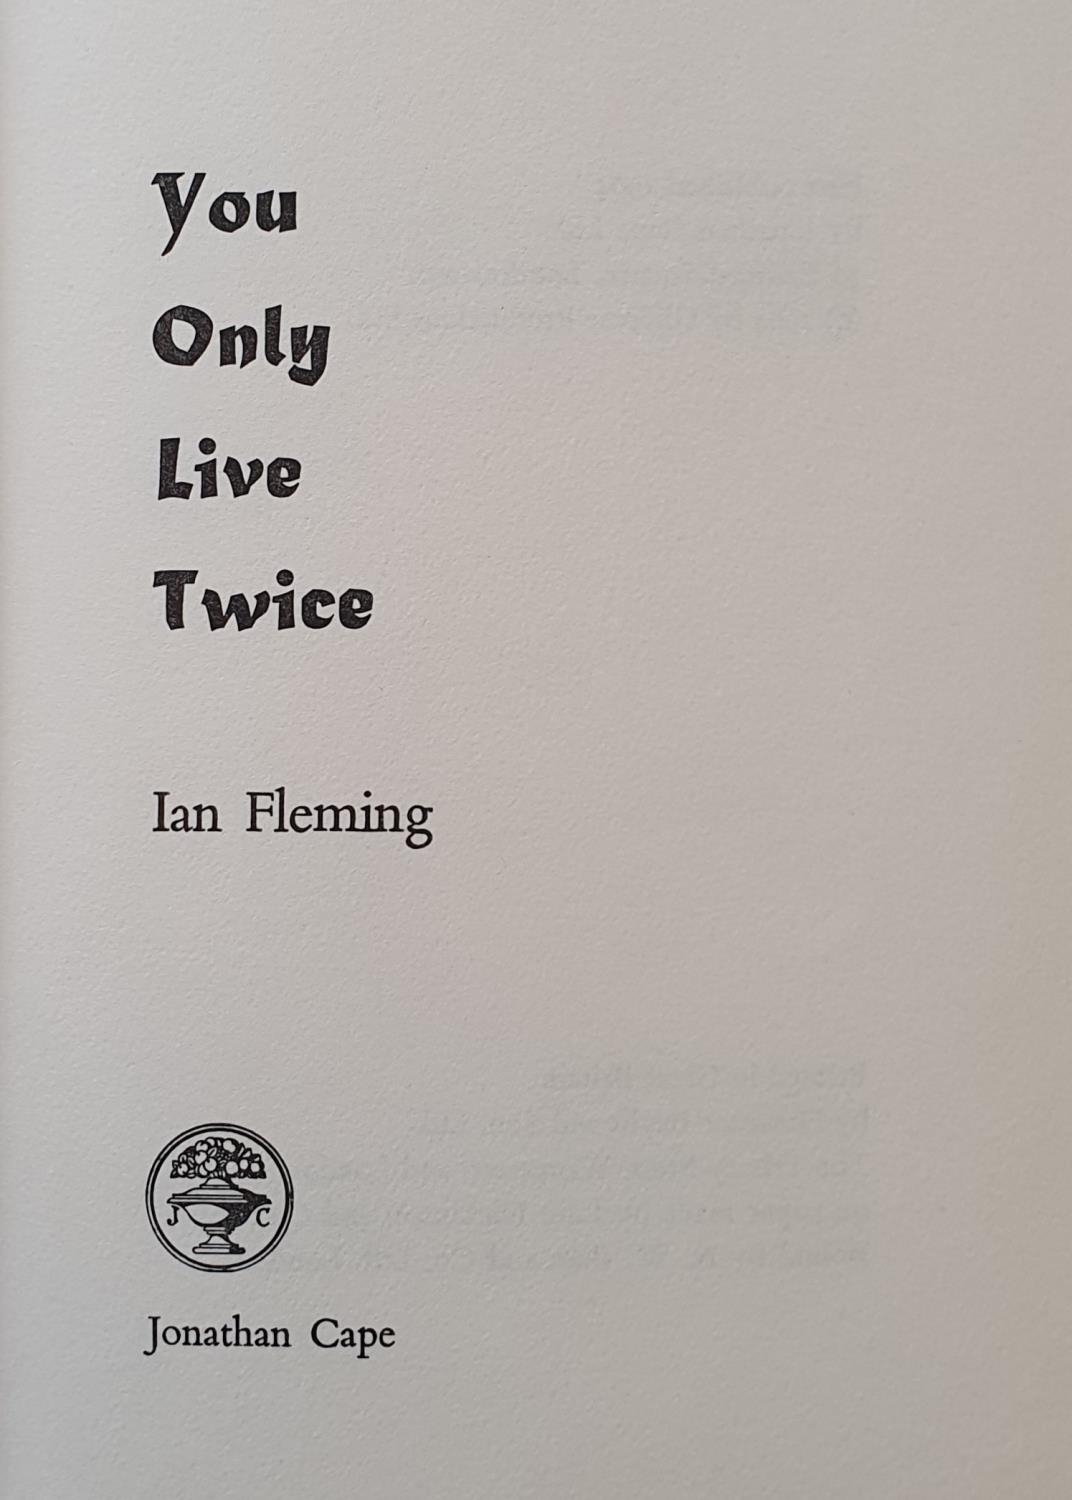 You
Only
Live
Twice
Ian Fleming
J C
Jonathan Cape